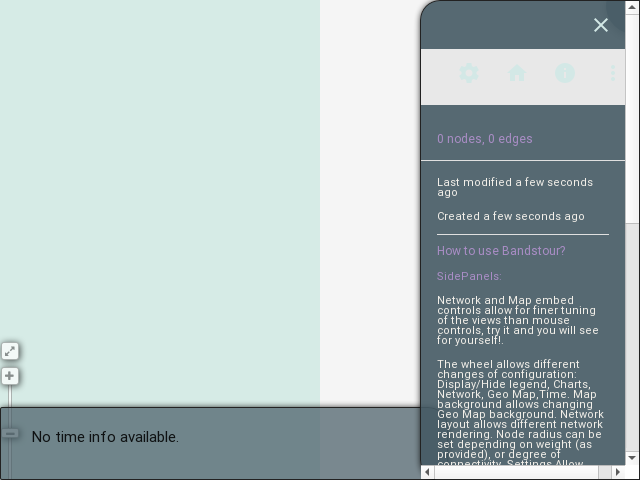 0 nodes, 0 edges
Last modified a few seconds
ago
Created a few seconds ago
How to use Bandstour?
SidePanels:
Network and Map embed
controls allow for finer tuning
of the views than mouse
controls, try it and you will see
for yourself!.
The wheel allows different
changes of configuration:
Display/Hide legend, Charts,
Network, Geo Map,Time. Map
background allows changing
Geo Map background. Network
layout allows different network
rendering. Node radius can be
set depending on weight (as
provided), or degree of
connectivity. Settings Allow
No time info available.